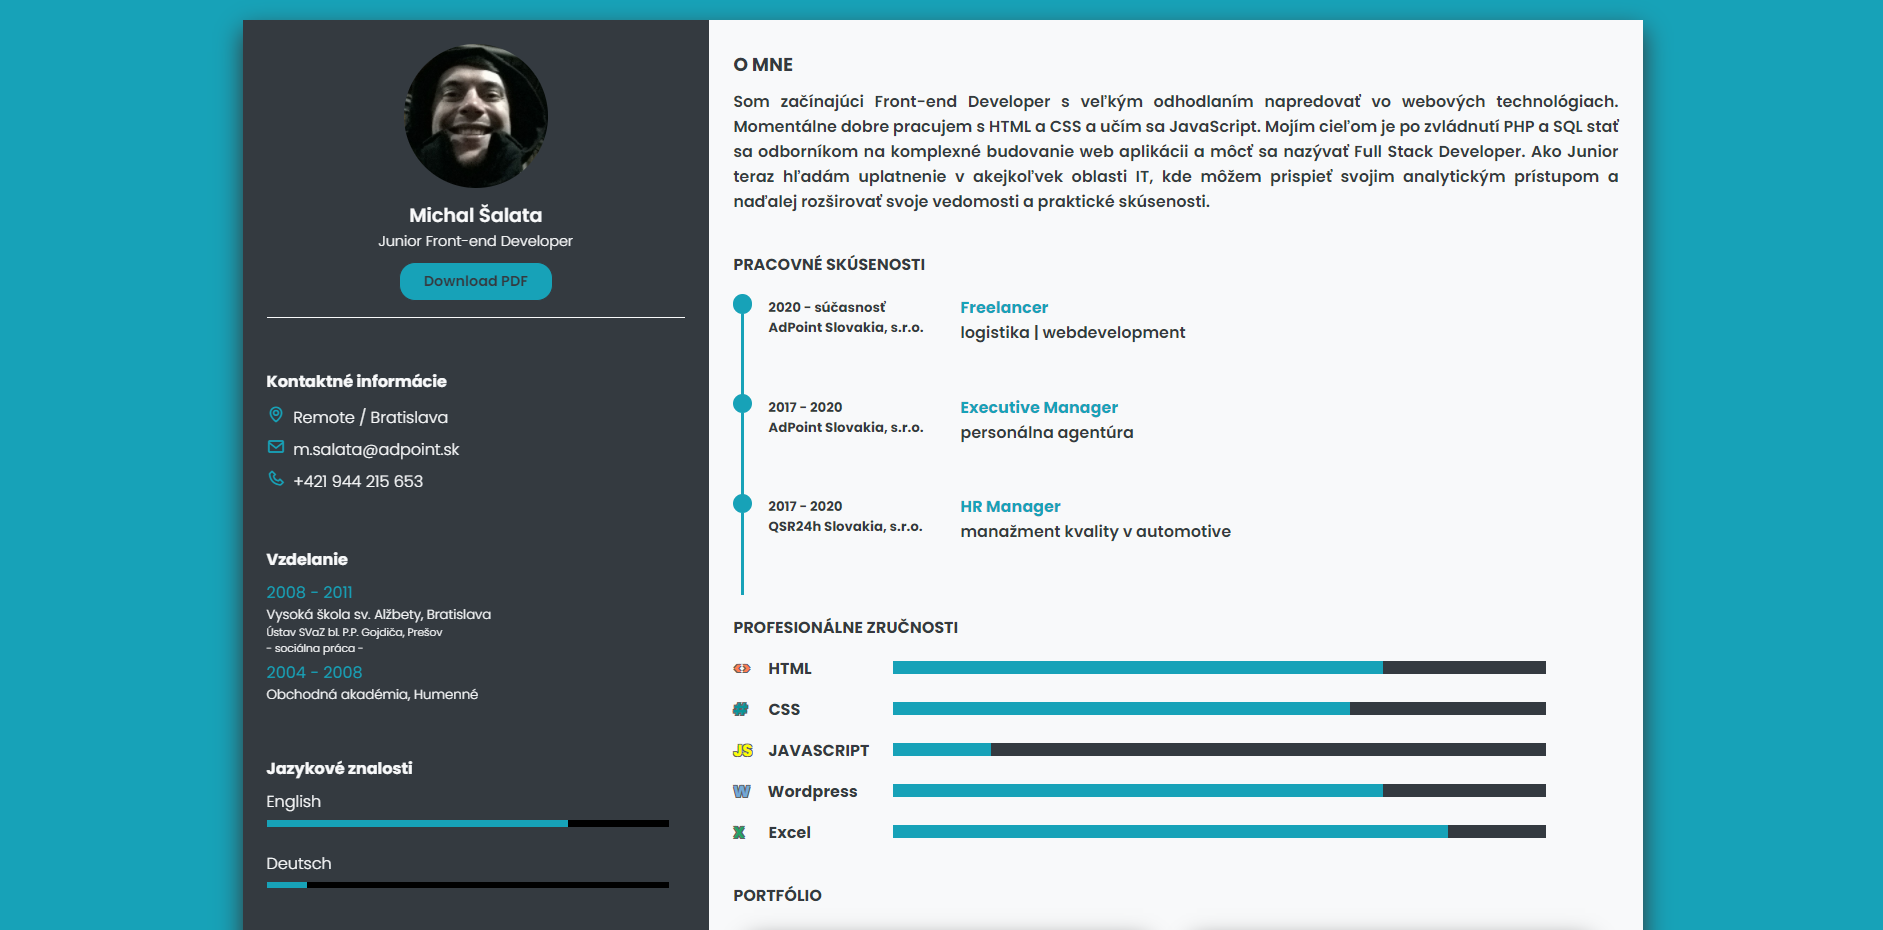 Michal Šalata
Junior Front-end Developer
Download PDF
Kontaktné informácie
Remote / Bratislava
m.salata@adpoint.sk
+421 944 215 653
Vzdelanie
2008 - 2011
Vysoká škola sv. Alžbety, Bratislava
Ústav SVaZ bl. P.P. Gojdiča, Prešov
- sociálna práca -
2004 - 2008
Obchodná akadémia, Humenné
Jazykové znalosti
English
Deutsch
O MNE
Som začínajúci Front-end Developer s veľkým odhodlaním napredovať vo webových technológiach.
Momentálne dobre pracujem s HTML a CSS a učím sa JavaScript. Mojím cieľom je po zvládnutí PHP a SQL stať
sa odborníkom na komplexné budovanie web aplikácii a môcť sa nazývať Full Stack Developer. Ako Junior
teraz hľadám uplatnenie v akejkoľvek oblasti IT, kde môžem prispieť svojim analytickým prístupom a
naďalej rozširovať svoje vedomosti a praktické skúsenosti.
PRACOVNÉ SKÚSENOSTI
2020 - súčasnosť
AdPoint Slovakia, s.r.o.
Freelancer
logistika | webdevelopment
2017 - 2020
AdPoint Slovakia, s.r.o.
Executive Manager
personálna agentúra
2017 - 2020
QSR24h Slovakia, s.r.o.
HR Manager
manažment kvality v automotive
PROFESIONÁLNE ZRUČNOSTI
HTML
# CSS
JS JAVASCRIPT
W Wordpress
X Excel
PORTFÓLIO